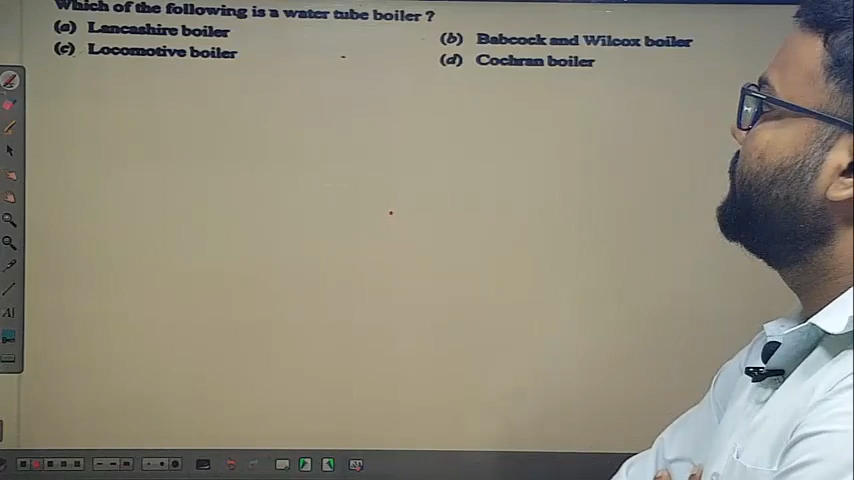 Which of the following is a water tube boiler ?
(a) Lancashire boiler
(b) Babcock and Wilcox boiler
(c) Locomotive boiler
(d) Cochran boiler
A|